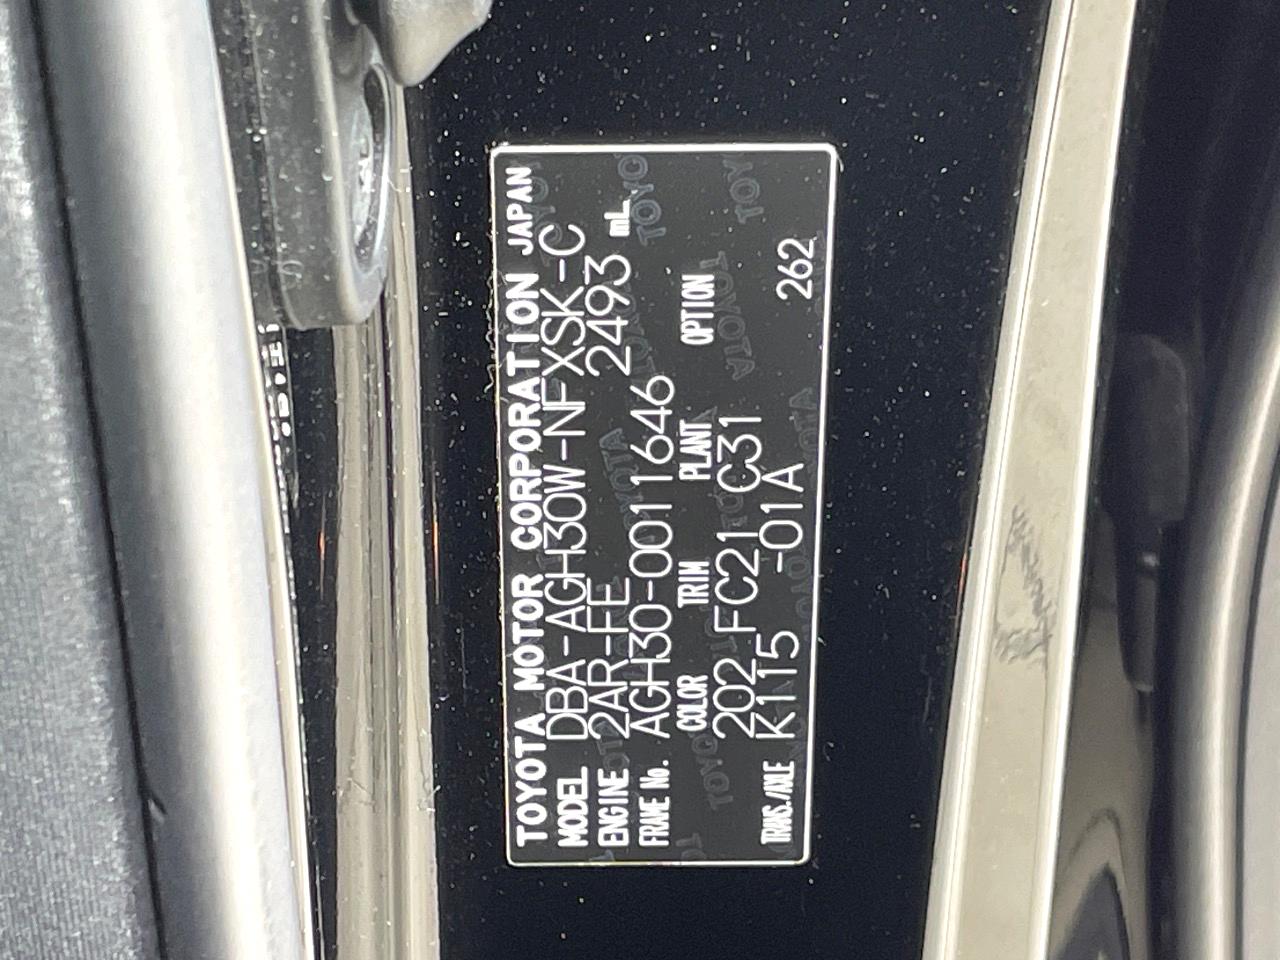 TOYOTA MOTOR CORPORATION JAPAN
MODEL DBA-AGH30W-NFXSK-C
ENGINE 2AR-FE 2493 mL
FRAME No. AGH30-0011646
COLOR TRIM PLANT OPTION
202 FC21 C31
TRANS./AXLE K115 -01A 262